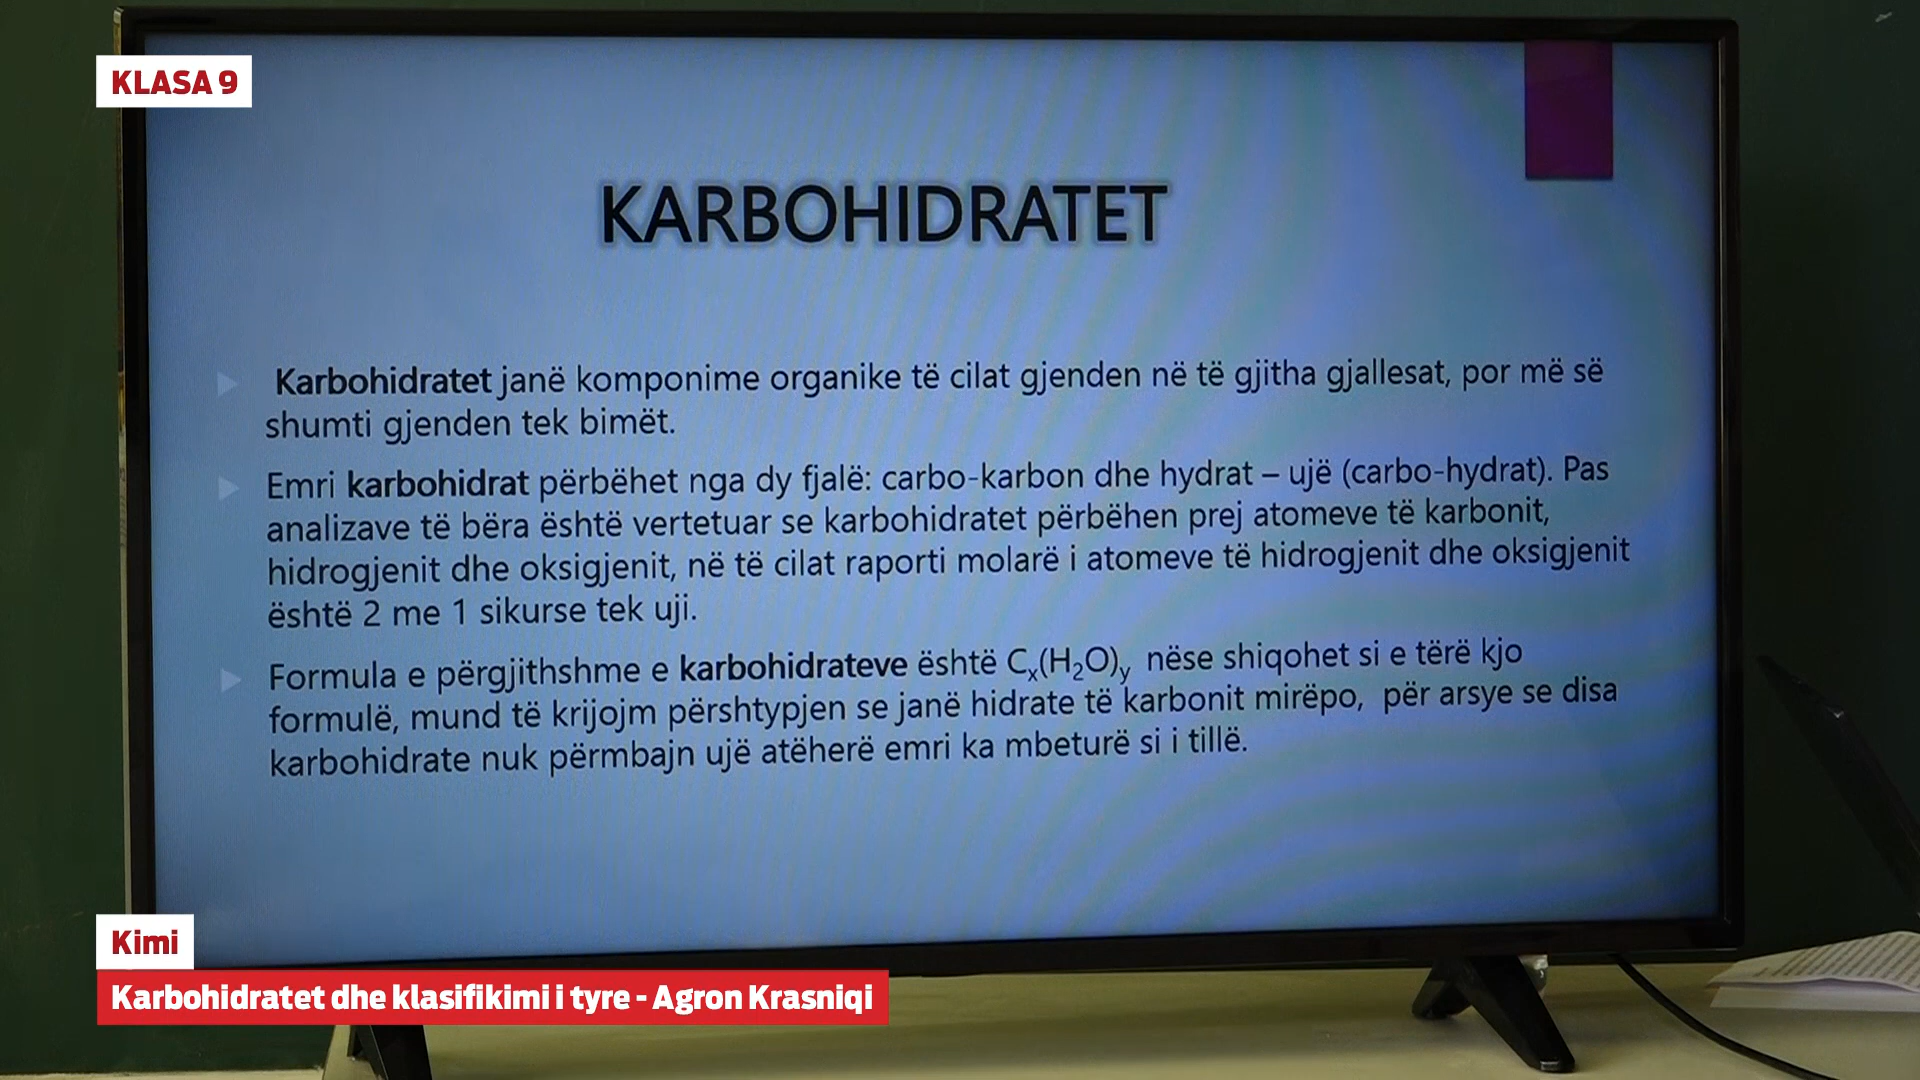 KLASA 9
KARBOHIDRATET
Karbohidratet janë komponime organike të cilat gjenden në të gjitha gjallesat, por më së
shumti gjenden tek bimët.
Emri karbohidrat përbëhet nga dy fjalë: carbo-karbon dhe hydrat – ujë (carbo-hydrat). Pas
analizave të bëra është vertetuar se karbohidratet përbëhen prej atomeve të karbonit,
hidrogjenit dhe oksigjenit, në të cilat raporti molarë i atomeve të hidrogjenit dhe oksigjenit
është 2 me 1 sikurse tek uji.
Formula e përgjithshme e karbohidrateve është Cₓ(H₂O)y nëse shiqohet si e tërë kjo
formulë, mund të krijojm përshtypjen se janë hidrate të karbonit mirëpo, për arsye se disa
karbohidrate nuk përmbajn ujë atëherë emri ka mbeturë si i tillë.
Kimi
Karbohidratet dhe klasifikimi i tyre - Agron Krasniqi